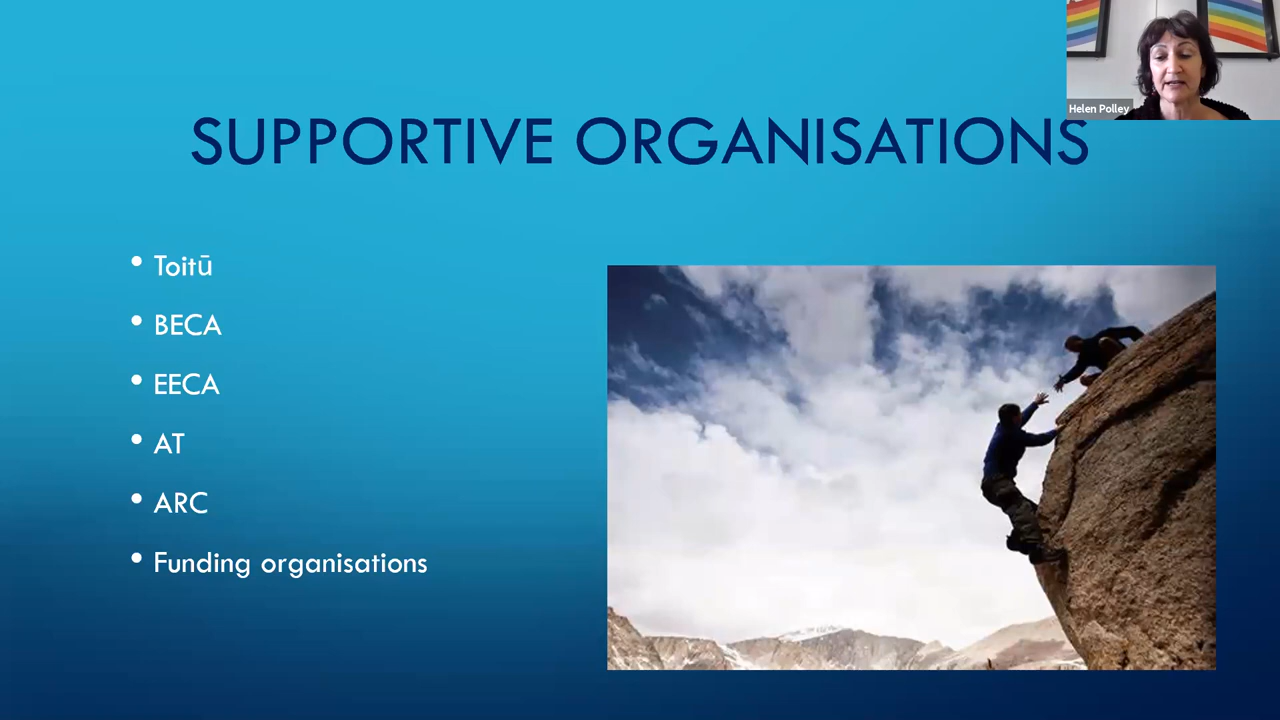 Helen Polley
SUPPORTIVE ORGANISATIONS
• Toitū
• BECA
• EECA
• AT
• ARC
• Funding organisations